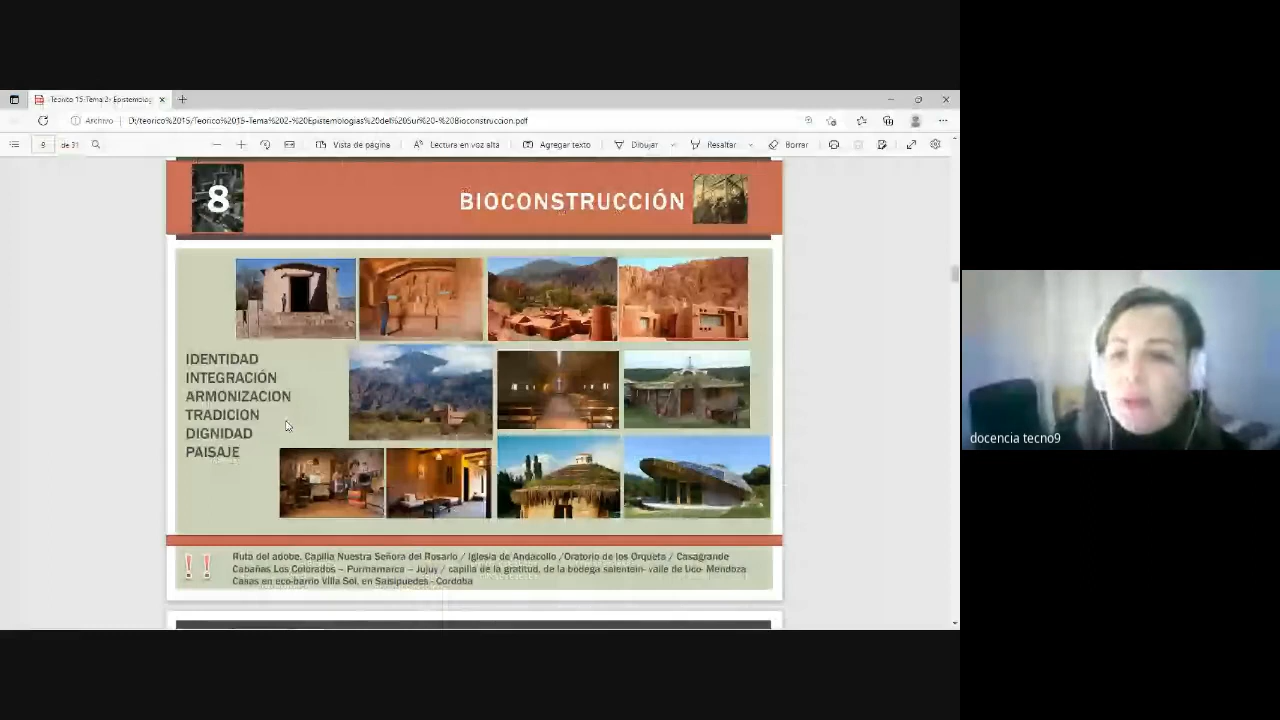 Teorico 15-Tema 2- Epistemolog
Archivo
D:/teorico%2015/Teorico%2015-Tema%202-%20Epistemologias%20del%20Sur%20-%20Bioconstruccion.pdf
de 31
Vista de página
Lectura en voz alta
Agregar texto
Dibujar
Resaltar
Borrar
8
BIOCONSTRUCCIÓN
IDENTIDAD
INTEGRACIÓN
ARMONIZACION
TRADICION
DIGNIDAD
PAISAJE
!!
Ruta del adobe. Capilla Nuestra Señora del Rosario / Iglesia de Andacollo /Oratorio de los Orqueta / Casagrande
Cabañas Los Colorados – Purmamarca – Jujuy / capilla de la gratitud, de la bodega salentein- valle de Uco- Mendoza
Casas en eco-barrio Villa Sol, en Salsipuedes- Cordoba
docencia tecno9